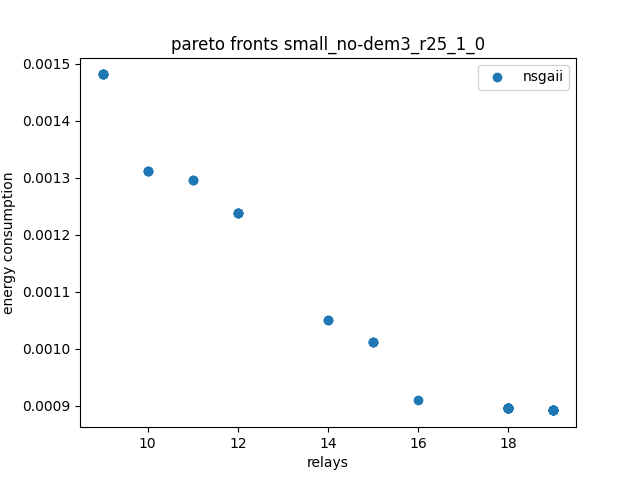 pareto fronts small_no-dem3_r25_1_0
nsgaii
energy consumption
0.0015
0.0014
0.0013
0.0012
0.0011
0.0010
0.0009
10 12 14 16 18
relays